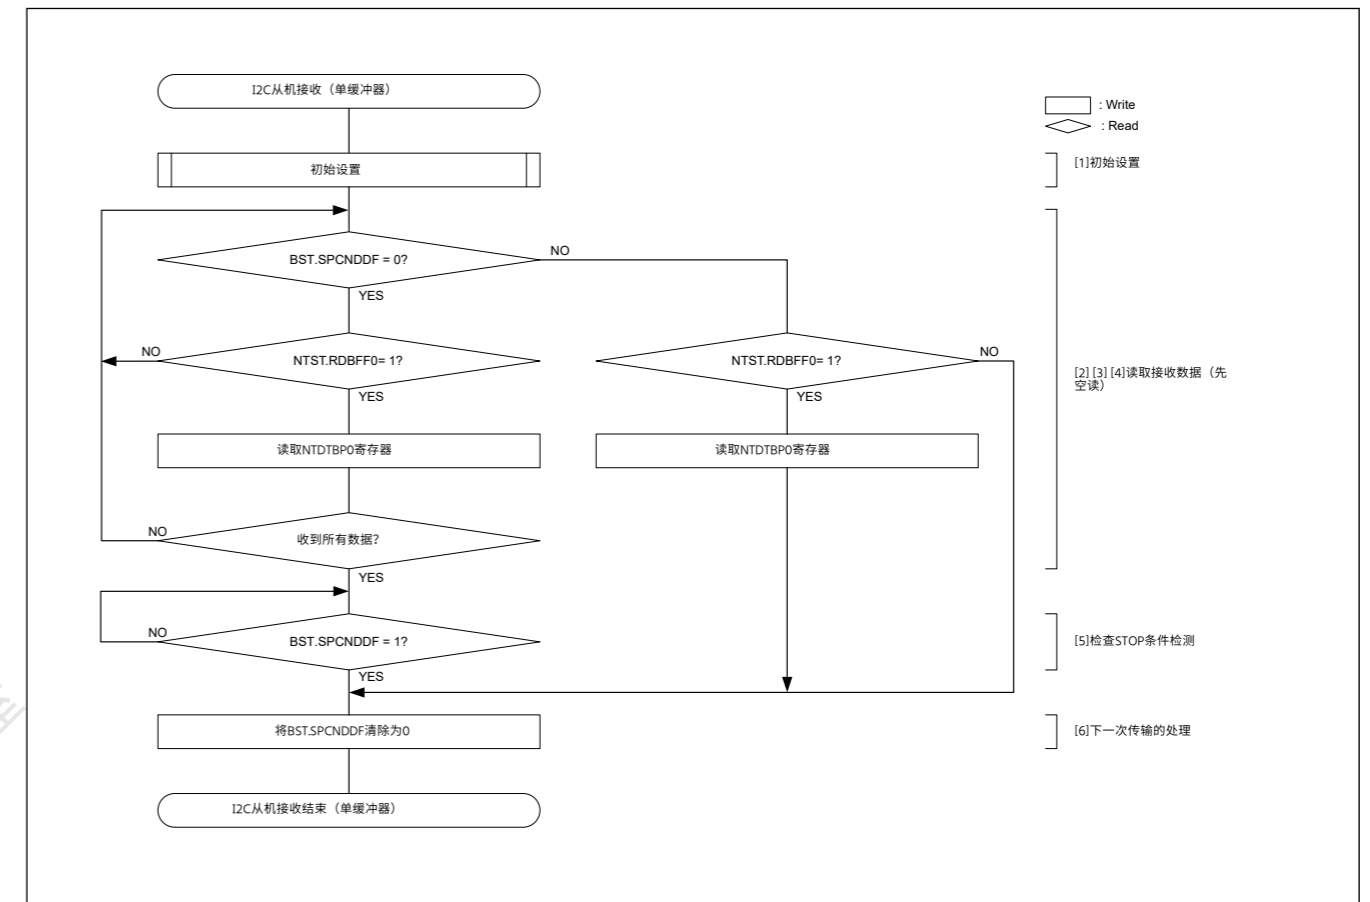 I2C从机接收（单缓冲器）
: Write
: Read
初始设置
[1]初始设置
BST.SPCNDDF = 0?
NO
YES
NTST.RDBFF0= 1?
NO
YES
NTST.RDBFF0= 1?
NO
YES
[2] [3] [4]读取接收数据（先
空读）
读取NTDTBP0寄存器
读取NTDTBP0寄存器
收到所有数据?
NO
YES
BST.SPCNDDF = 1?
NO
YES
[5]检查STOP条件检测
将BST.SPCNDDF清除为0
[6]下一次传输的处理
I2C从机接收结束（单缓冲器）